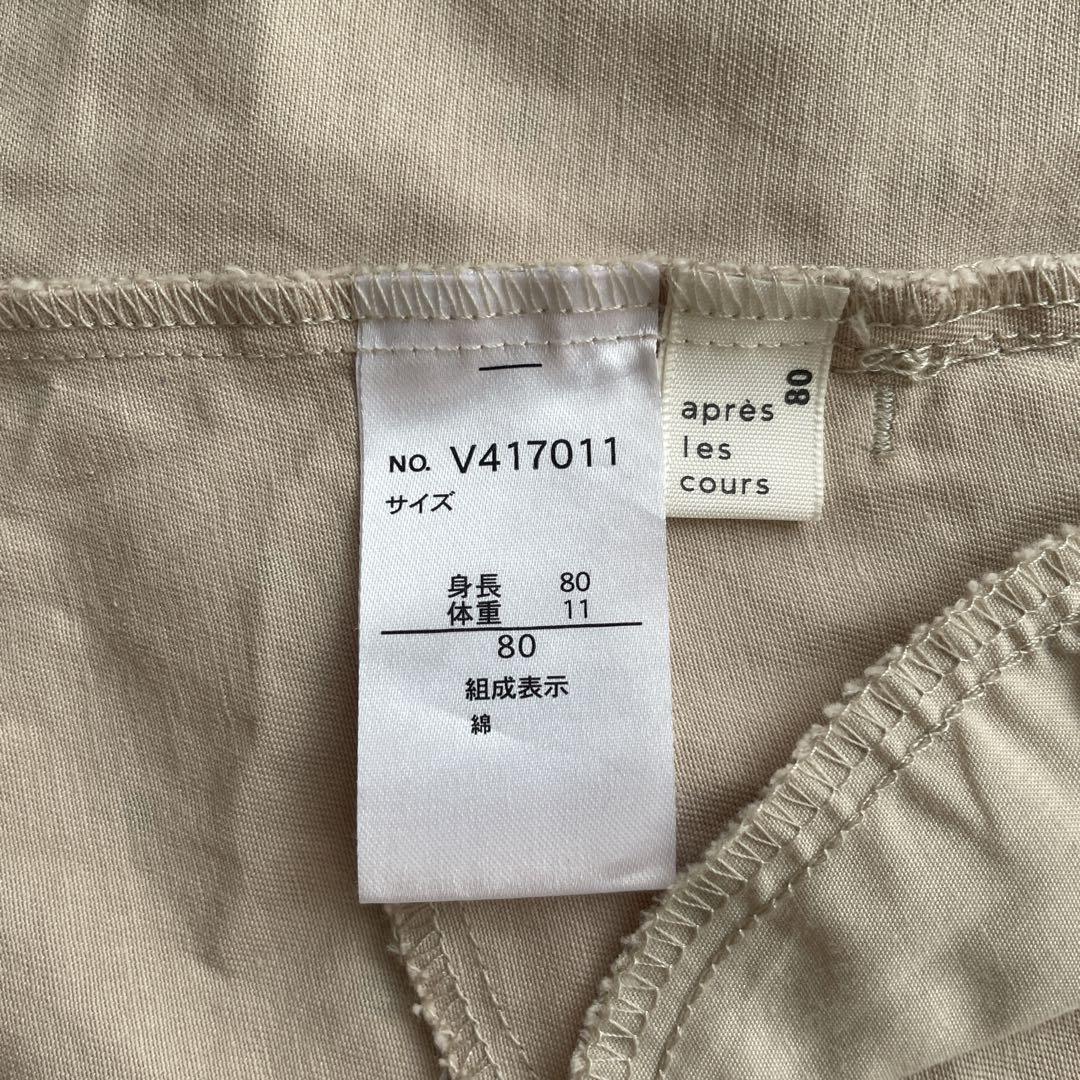 NO. V417011
サイズ
身長 80
体重 11
80
組成表示
綿
80
après
les
cours